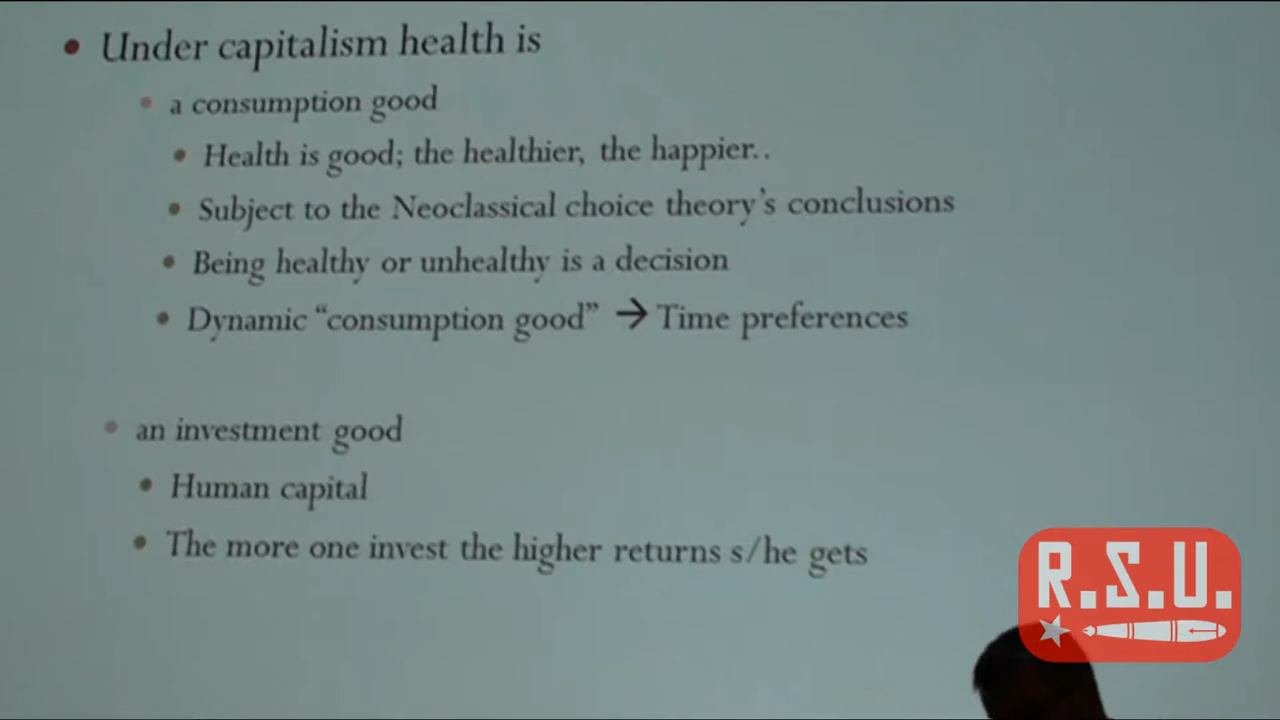 • Under capitalism health is
• a consumption good
• Health is good; the healthier, the happier..
• Subject to the Neoclassical choice theory's conclusions
• Being healthy or unhealthy is a decision
• Dynamic “consumption good” → Time preferences
• an investment good
• Human capital
• The more one invest the higher returns s/he gets
R.S.U.